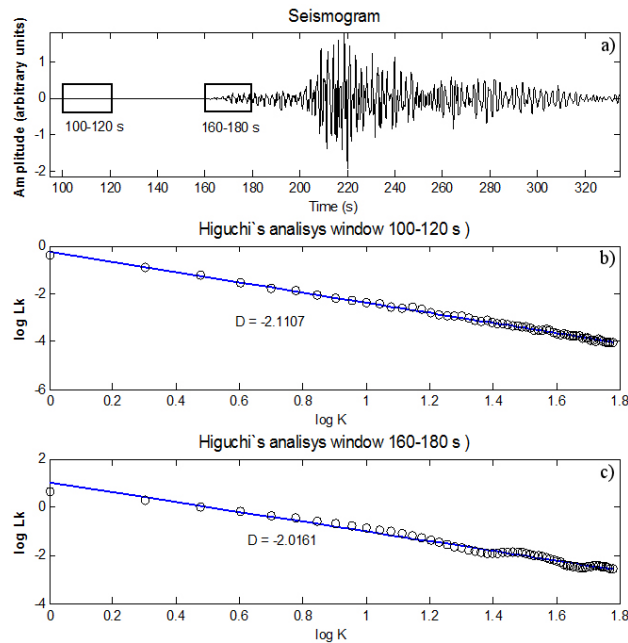 Seismogram
a)
Amplitude (arbitrary units)
1
0
-1
-2
100-120 s
160-180 s
100 120 140 160 180 200 220 240 260 280 300 320
Time (s)
Higuchi`s analisys window 100-120 s )
b)
log Lk
0
-2
-4
-6
D = -2.1107
0 0.2 0.4 0.6 0.8 1 1.2 1.4 1.6 1.8
log K
Higuchi`s analisys window 160-180 s )
c)
log Lk
2
0
-2
-4
D = -2.0161
0 0.2 0.4 0.6 0.8 1 1.2 1.4 1.6 1.8
log K